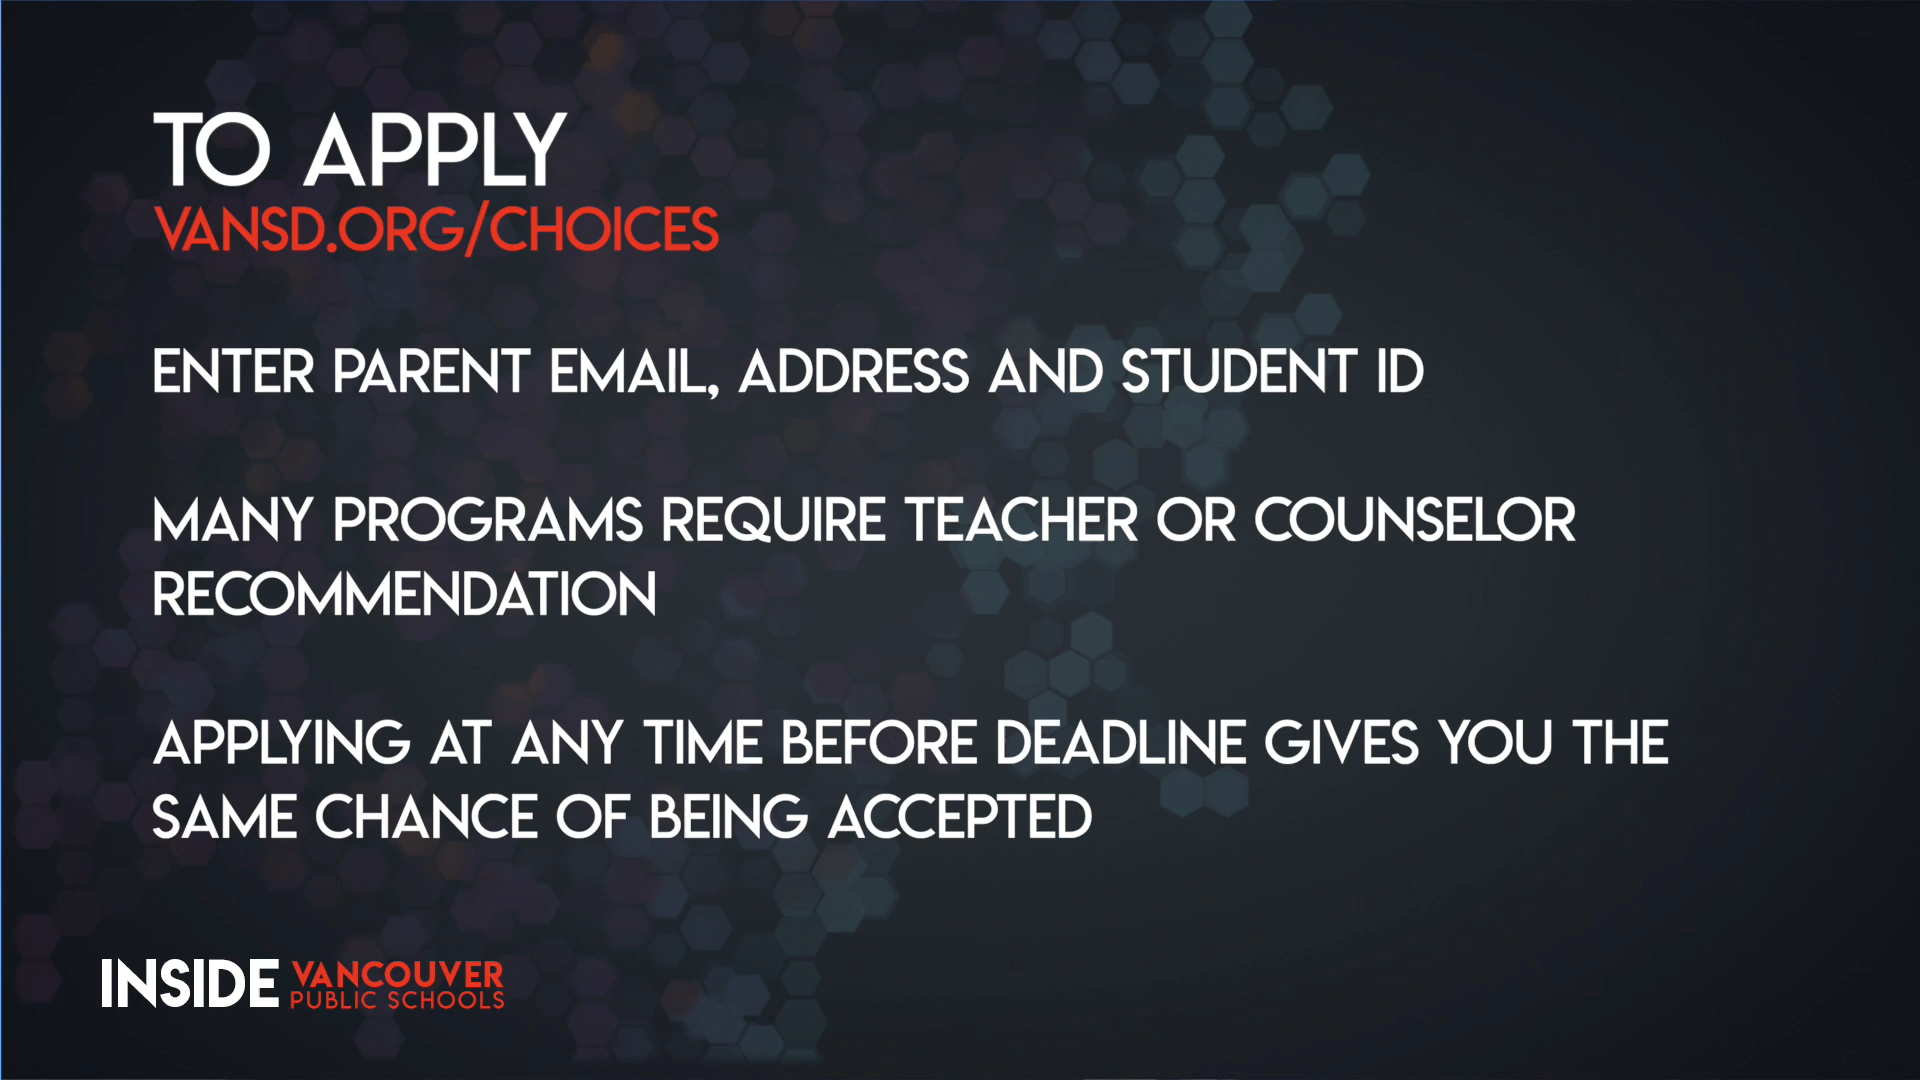 TO APPLY
VANSD.ORG/CHOICES
ENTER PARENT EMAIL, ADDRESS AND STUDENT ID
MANY PROGRAMS REQUIRE TEACHER OR COUNSELOR
RECOMMENDATION
APPLYING AT ANY TIME BEFORE DEADLINE GIVES YOU THE
SAME CHANCE OF BEING ACCEPTED
INSIDE VANCOUVER
PUBLIC SCHOOLS